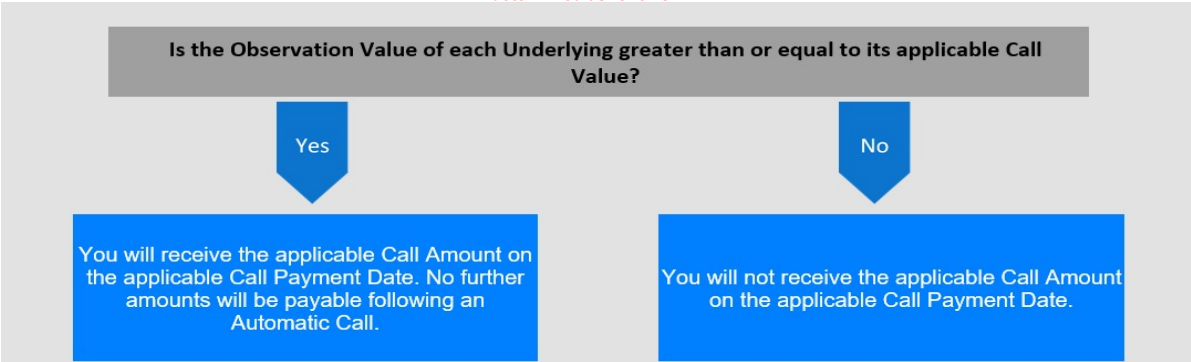 Is the Observation Value of each Underlying greater than or equal to its applicable Call
Value?
Yes
No
You will receive the applicable Call Amount on
the applicable Call Payment Date. No further
amounts will be payable following an
Automatic Call.
You will not receive the applicable Call Amount
on the applicable Call Payment Date.